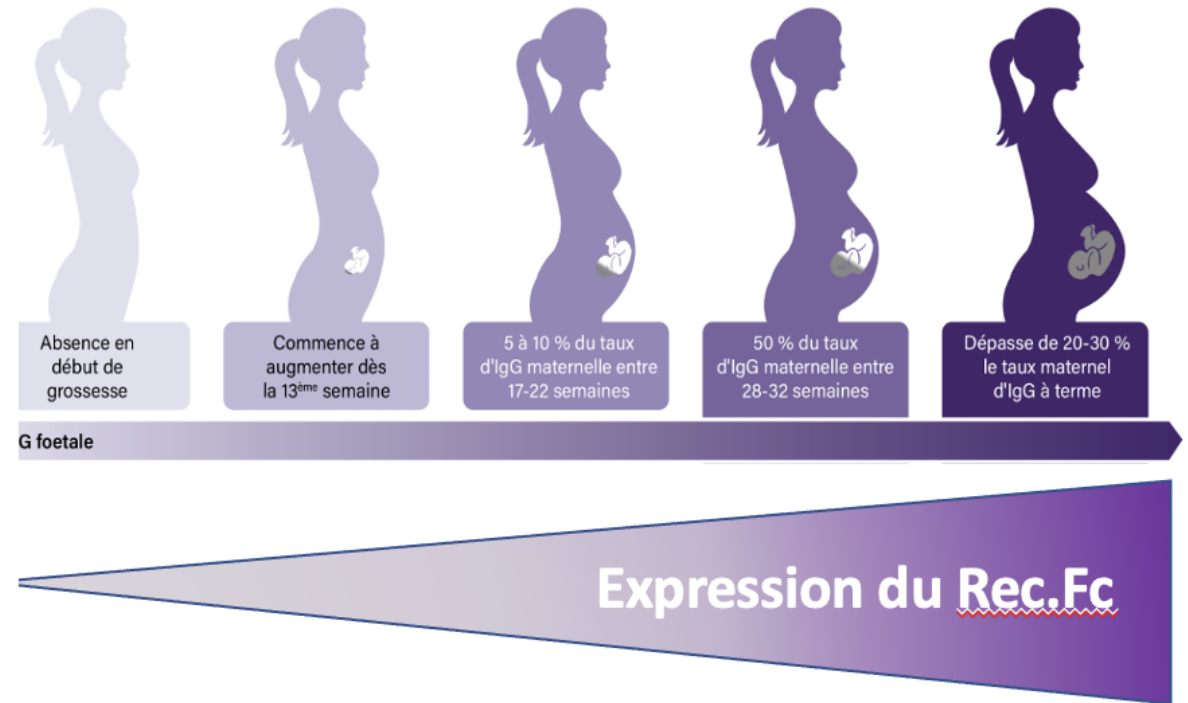 Absence en
début de
grossesse
Commence à
augmenter dès
la 13ème semaine
5 à 10 % du taux
d'IgG maternelle entre
17-22 semaines
50 % du taux
d'IgG maternelle entre
28-32 semaines
Dépasse de 20-30 %
le taux maternel
d'IgG à terme
G foetale
Expression du Rec.Fc